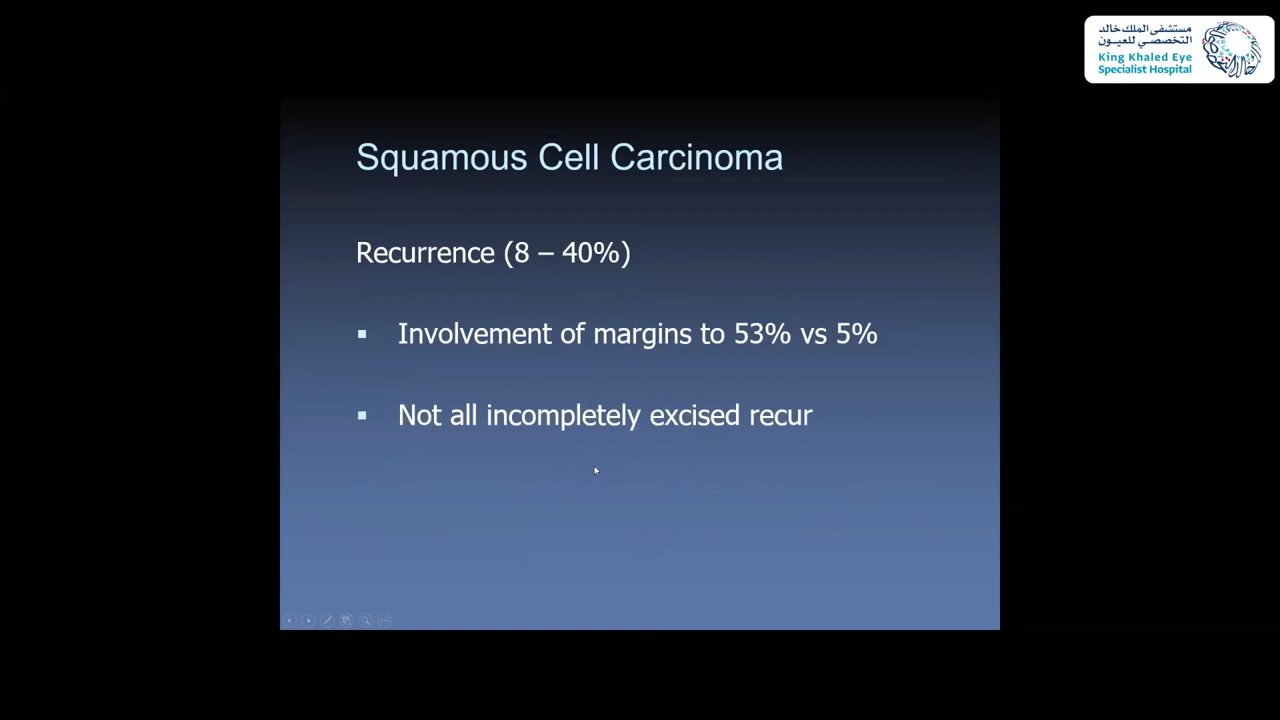 مستشفى الملك خالد
التخصصي للعيون
King Khaled Eye
Specialist Hospital
Squamous Cell Carcinoma
Recurrence (8 – 40%)
▪ Involvement of margins to 53% vs 5%
▪ Not all incompletely excised recur